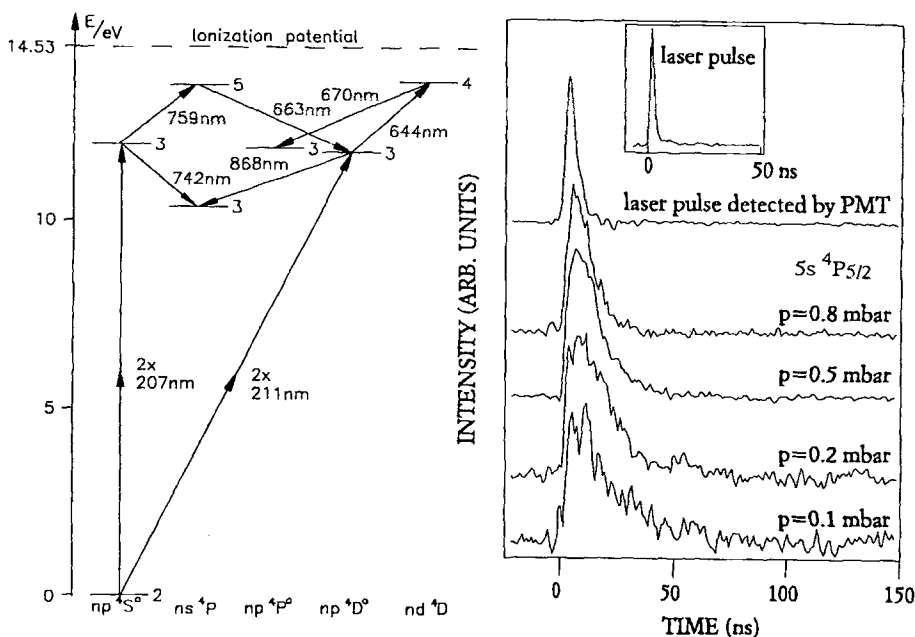 E/eV
14.53
Ionization potential
5
4
759nm
663nm
670nm
644nm
3
3
3
742nm
868nm
3
10
2x
207nm
2x
211nm
5
0
2
np ⁴Sº
ns ⁴P
np ⁴Pº
np ⁴Dº
nd ⁴D
INTENSITY (ARB. UNITS)
laser pulse
0
50 ns
laser pulse detected by PMT
5s ⁴P5/2
p=0.8 mbar
p=0.5 mbar
p=0.2 mbar
p=0.1 mbar
0
50
100
150
TIME (ns)